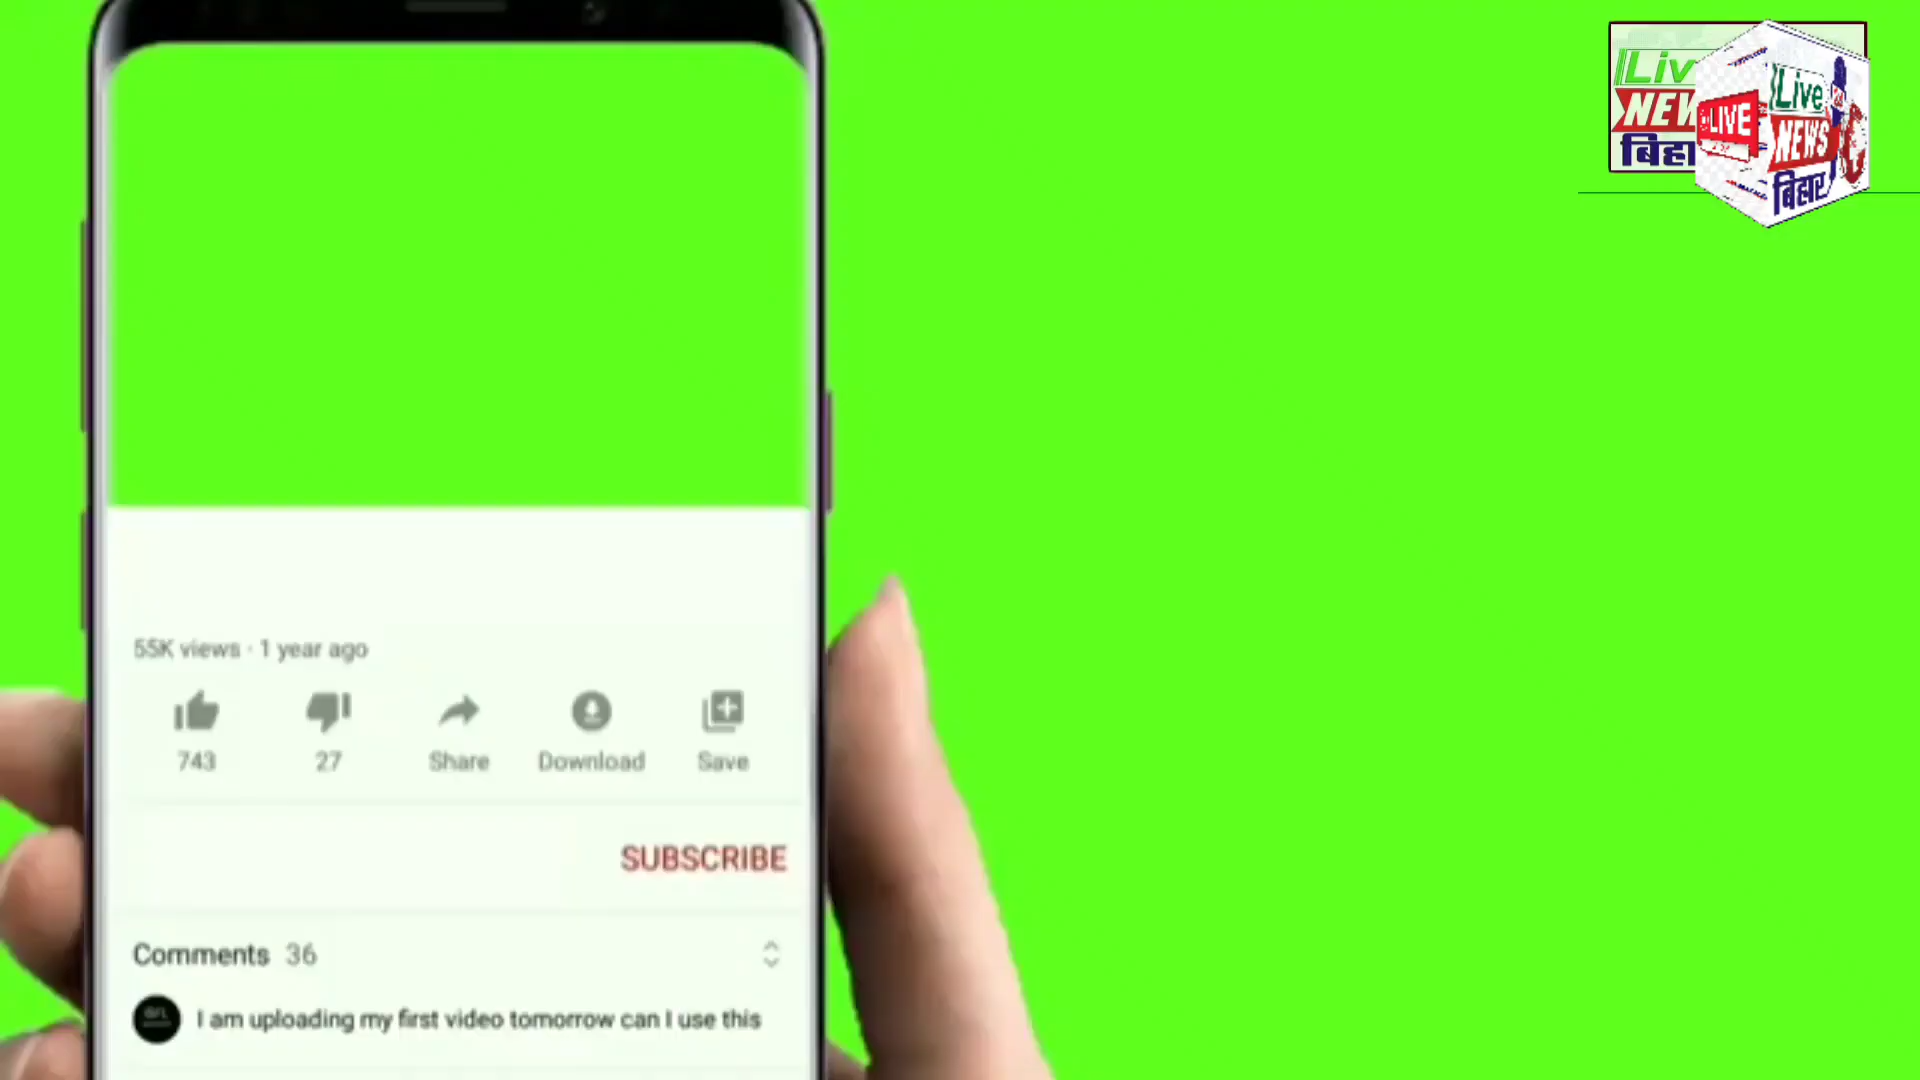 Live
NEWS
बिहार
LIVE
55K views · 1 year ago
743
27
Share
Download
Save
SUBSCRIBE
Comments 36
I am uploading my first video tomorrow can I use this